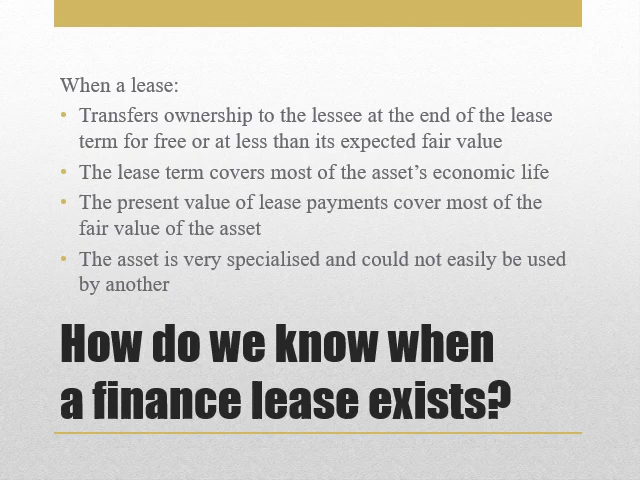 When a lease:
• Transfers ownership to the lessee at the end of the lease
term for free or at less than its expected fair value
• The lease term covers most of the asset’s economic life
• The present value of lease payments cover most of the
fair value of the asset
• The asset is very specialised and could not easily be used
by another
How do we know when
a finance lease exists?